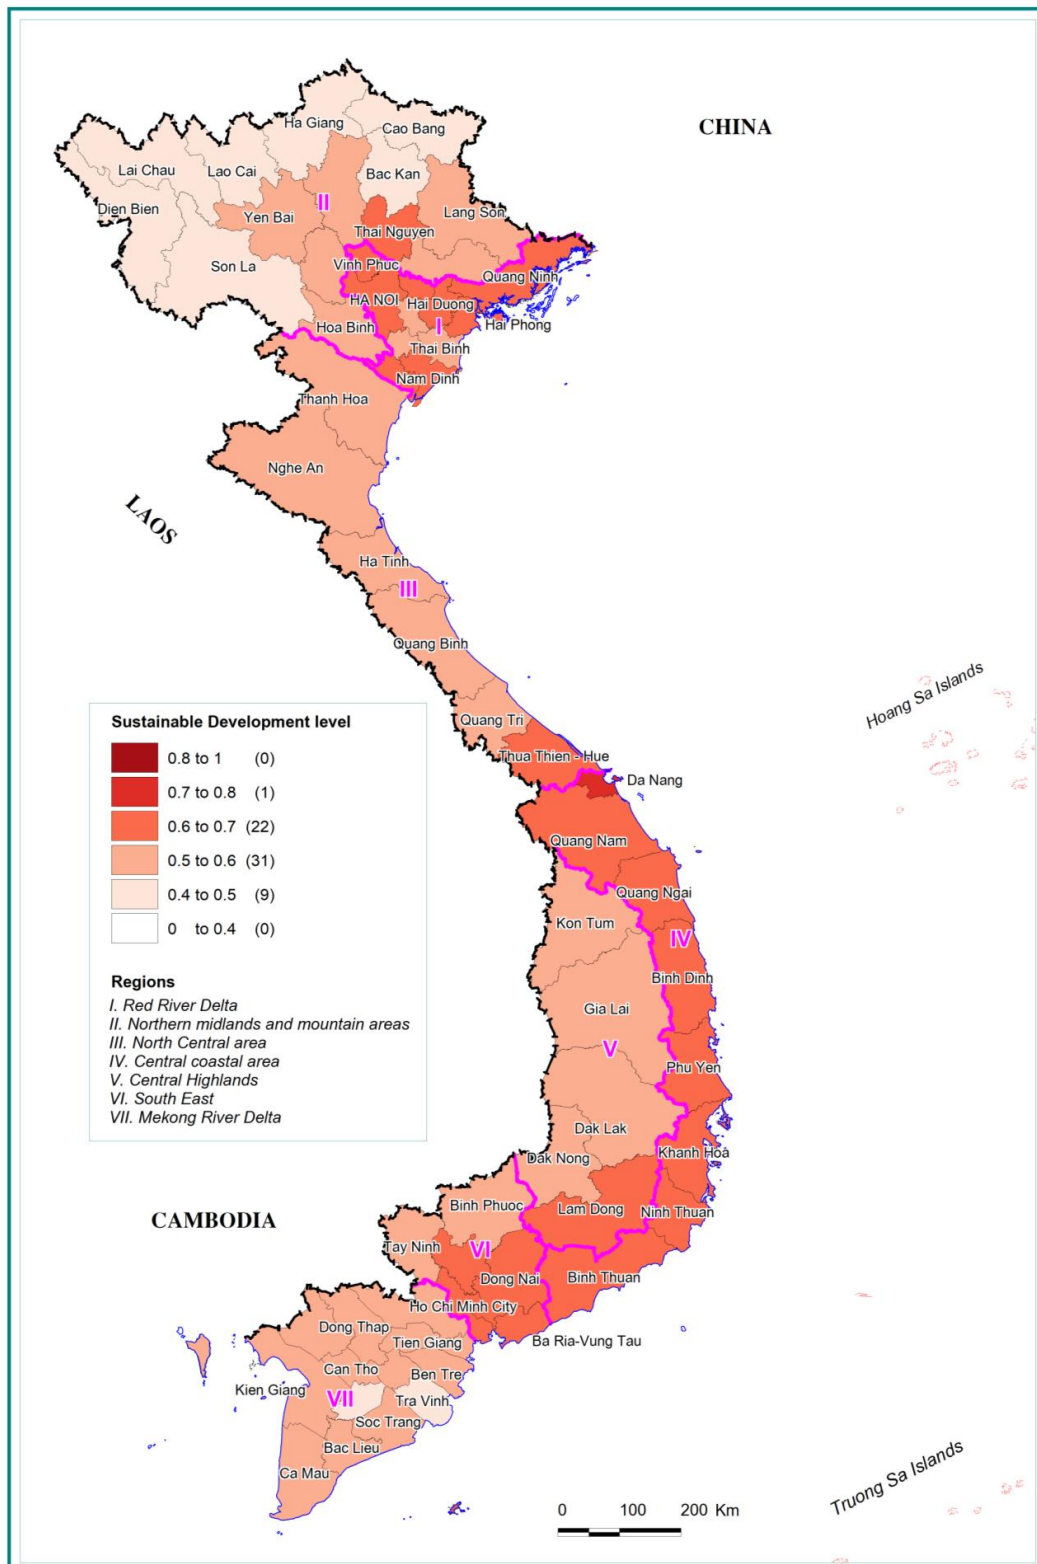 CHINA
Ha Giang
Cao Bang
Lai Chau
Lao Cai
Bac Kan
Dien Bien
II
Yen Bai
Lang Son
Thai Nguyen
Son La
Vinh Phuc
Quang Ninh
HA NOI
Hai Duong
Hoa Binh
I
Hai Phong
Thai Binh
Nam Dinh
Thanh Hoa
Nghe An
LAOS
Ha Tinh
III
Quang Binh
Hoang Sa Islands
Quang Tri
Thua Thien - Hue
Da Nang
Quang Nam
Quang Ngai
Kon Tum
IV
Binh Dinh
Gia Lai
V
Phu Yen
Dak Lak
Khanh Hoà
Dak Nong
Binh Phuoc
Lam Dong
Ninh Thuan
CAMBODIA
Tay Ninh
VI
Dong Nai
Binh Thuan
Ho Chi Minh City
Dong Thap
Tien Giang
Ba Ria-Vung Tau
Can Tho
Ben Tre
Kien Giang
VII
Tra Vinh
Soc Trang
Bac Lieu
Ca Mau
Truong Sa Islands
Sustainable Development level
0.8 to 1 (0)
0.7 to 0.8 (1)
0.6 to 0.7 (22)
0.5 to 0.6 (31)
0.4 to 0.5 (9)
0 to 0.4 (0)
Regions
I. Red River Delta
II. Northern midlands and mountain areas
III. North Central area
IV. Central coastal area
V. Central Highlands
VI. South East
VII. Mekong River Delta
0 100 200 Km